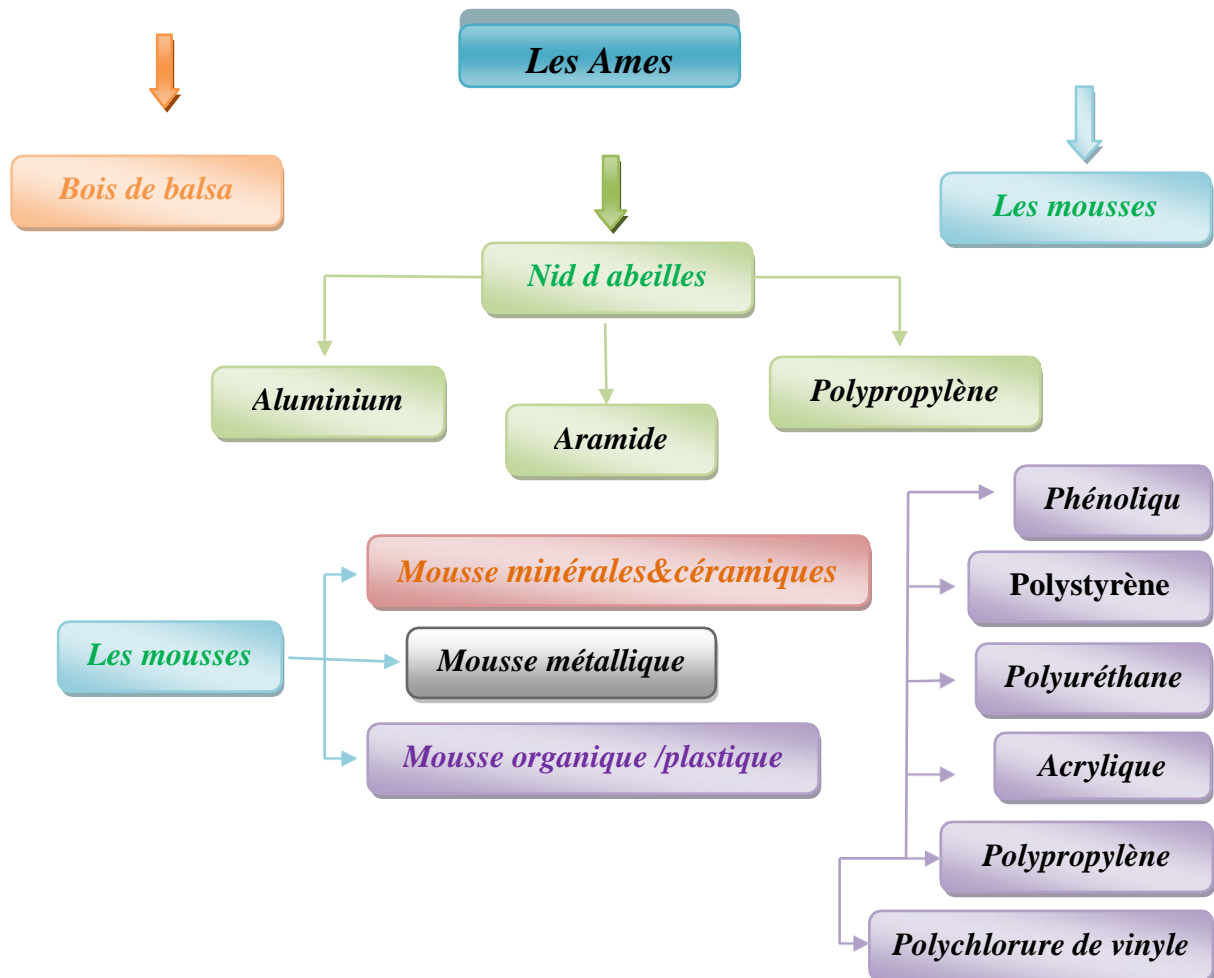 Les Ames
Bois de balsa
Les mousses
Nid d abeilles
Aluminium
Aramide
Polypropylène
Les mousses
Mousse minérales&céramiques
Mousse métallique
Mousse organique /plastique
Phénoliqu
Polystyrène
Polyuréthane
Acrylique
Polypropylène
Polychlorure de vinyle